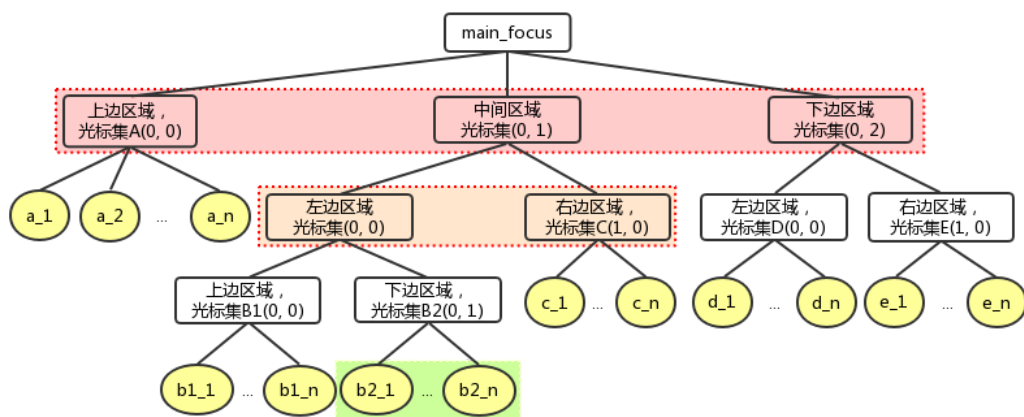 main_focus
上边区域，
光标集A(0, 0)
中间区域
光标集(0, 1)
下边区域
光标集(0, 2)
a_1
a_2
...
a_n
左边区域
光标集(0, 0)
右边区域，
光标集C(1, 0)
左边区域，
光标集D(0, 0)
右边区域，
光标集E(1, 0)
上边区域，
光标集B1(0, 0)
下边区域，
光标集B2(0, 1)
c_1
...
c_n
d_1
...
d_n
e_1
...
e_n
b1_1
...
b1_n
b2_1
...
b2_n